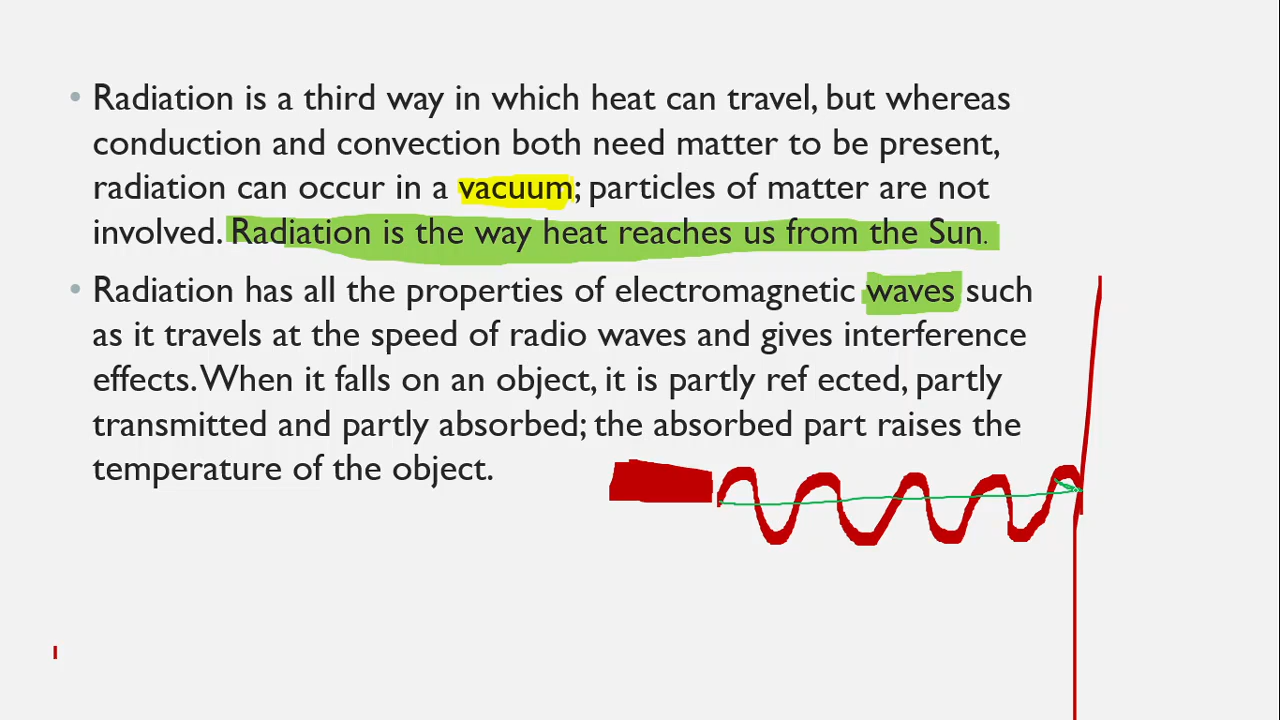 • Radiation is a third way in which heat can travel, but whereas
conduction and convection both need matter to be present,
radiation can occur in a vacuum; particles of matter are not
involved. Radiation is the way heat reaches us from the Sun.
• Radiation has all the properties of electromagnetic waves such
as it travels at the speed of radio waves and gives interference
effects. When it falls on an object, it is partly ref ected, partly
transmitted and partly absorbed; the absorbed part raises the
temperature of the object.